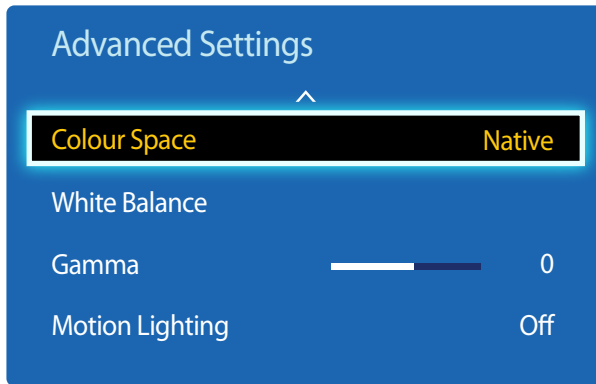 Advanced Settings
Colour Space Native
White Balance
Gamma 0
Motion Lighting Off